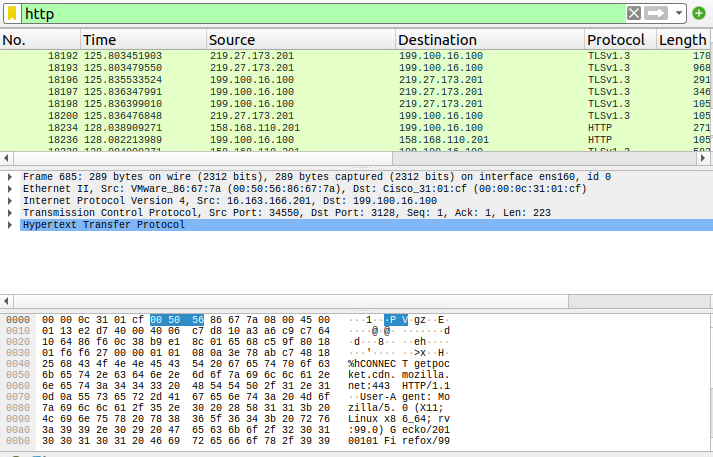 http
No. Time Source Destination Protocol Length
18192 125.803451903 219.27.173.201 199.100.16.100 TLSv1.3 170
18193 125.803479550 219.27.173.201 199.100.16.100 TLSv1.3 968
18196 125.835533524 199.100.16.100 219.27.173.201 TLSv1.3 291
18197 125.836347991 199.100.16.100 219.27.173.201 TLSv1.3 346
18198 125.836399010 199.100.16.100 219.27.173.201 TLSv1.3 105
18200 125.836476848 219.27.173.201 199.100.16.100 TLSv1.3 105
18234 128.038909271 158.168.110.201 199.100.16.100 HTTP 271
18236 128.082213989 199.100.16.100 158.168.110.201 HTTP 105
Frame 685: 289 bytes on wire (2312 bits), 289 bytes captured (2312 bits) on interface ens160, id 0
Ethernet II, Src: VMware_86:67:7a (00:50:56:86:67:7a), Dst: Cisco_31:01:cf (00:00:0c:31:01:cf)
Internet Protocol Version 4, Src: 16.163.166.201, Dst: 199.100.16.100
Transmission Control Protocol, Src Port: 34550, Dst Port: 3128, Seq: 1, Ack: 1, Len: 223
Hypertext Transfer Protocol
0000 00 00 0c 31 01 cf 00 50 56 86 67 7a 08 00 45 00 ···1···P V·gz··E·
0010 01 13 e2 d7 40 00 40 06 c7 d8 10 a3 a6 c9 c7 64 ····@·@· ·······d
0020 10 64 86 f6 0c 38 b9 e1 8c 01 65 68 c5 9f 80 18 ·d···8·· ··eh····
0030 01 f6 f6 27 00 00 01 01 08 0a 3e 78 ab c7 48 18 ···'···· ··>x··H·
0040 25 68 43 4f 4e 4e 45 43 54 20 67 65 74 70 6f 63 %hCONNEC T getpoc
0050 6b 65 74 2e 63 64 6e 2e 6d 6f 7a 69 6c 6c 61 2e ket.cdn. mozilla.
0060 6e 65 74 3a 34 34 33 20 48 54 54 50 2f 31 2e 31 net:443 HTTP/1.1
0070 0d 0a 55 73 65 72 2d 41 67 65 6e 74 3a 20 4d 6f ··User-A gent: Mo
0080 7a 69 6c 6c 61 2f 35 2e 30 20 28 58 31 31 3b 20 zilla/5. 0 (X11;
0090 4c 69 6e 75 78 20 78 38 36 5f 36 34 3b 20 72 76 Linux x8 6_64; rv
00a0 3a 39 39 2e 30 29 20 47 65 63 6b 6f 2f 32 30 31 :99.0) G ecko/201
00b0 30 30 31 30 31 20 46 69 72 65 66 6f 78 2f 39 39 00101 Fi refox/99